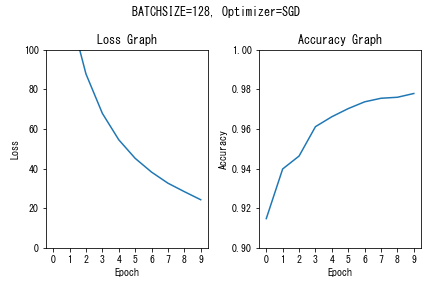 BATCHSIZE=128, Optimizer=SGD
Loss Graph
Loss
100
80
60
40
20
0
0 1 2 3 4 5 6 7 8 9
Epoch
Accuracy Graph
Accuracy
1.00
0.98
0.96
0.94
0.92
0.90
0 1 2 3 4 5 6 7 8 9
Epoch